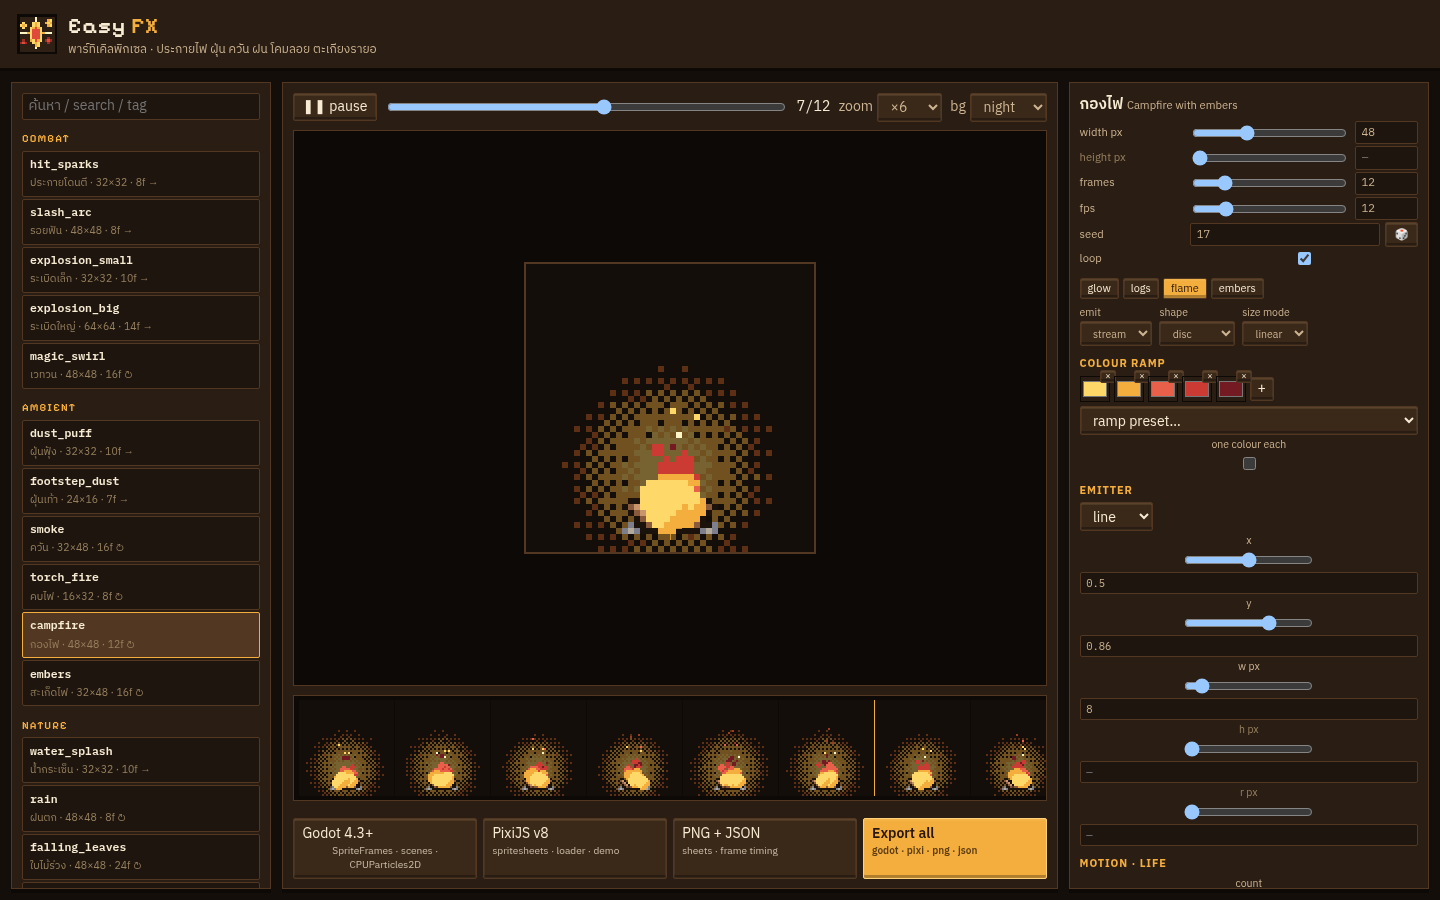 Easy FX
พาร์ทิเคิลพิกเซล · ประกายไฟ ฝุ่น ควัน ฝน โคมลอย ตะเกียงรายอ
ค้นหา / search / tag
COMBAT
hit_sparks
ประกายโดนตี · 32×32 · 8f →
slash_arc
รอยฟัน · 48×48 · 8f →
explosion_small
ระเบิดเล็ก · 32×32 · 10f →
explosion_big
ระเบิดใหญ่ · 64×64 · 14f →
magic_swirl
เวทวน · 48×48 · 16f ↻
AMBIENT
dust_puff
ฝุ่นฟุ้ง · 32×32 · 10f →
footstep_dust
ฝุ่นเท้า · 24×16 · 7f →
smoke
ควัน · 32×48 · 16f ↻
torch_fire
คบไฟ · 16×32 · 8f ↻
campfire
กองไฟ · 48×48 · 12f ↻
embers
สะเก็ดไฟ · 32×48 · 16f ↻
NATURE
water_splash
น้ำกระเซ็น · 32×32 · 10f →
rain
ฝนตก · 48×48 · 8f ↻
falling_leaves
ใบไม้ร่วง · 48×48 · 24f ↻
❚❚ pause
7/12
zoom
×6
bg
night
Godot 4.3+
SpriteFrames · scenes ·
CPUParticles2D
PixiJS v8
spritesheets · loader · demo
PNG + JSON
sheets · frame timing
Export all
godot · pixi · png · json
กองไฟ Campfire with embers
width px
48
height px
–
frames
12
fps
12
seed
17
loop
glow
logs
flame
embers
emit
shape
size mode
stream
disc
linear
COLOUR RAMP
× × × × ×
+
ramp preset...
one colour each
EMITTER
line
x
0.5
y
0.86
w px
8
h px
–
r px
–
MOTION · LIFE
count